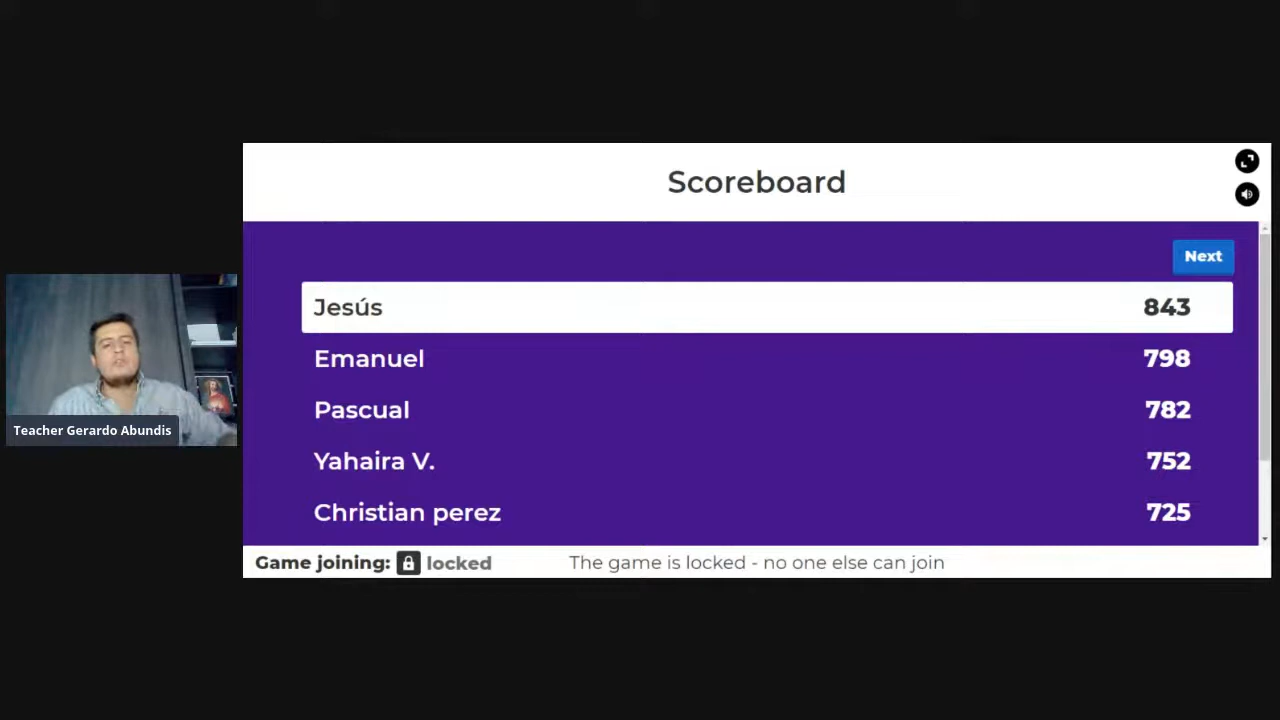 Scoreboard
Next
Jesús 843
Emanuel 798
Pascual 782
Yahaira V. 752
Christian perez 725
Game joining: locked The game is locked - no one else can join
Teacher Gerardo Abundis